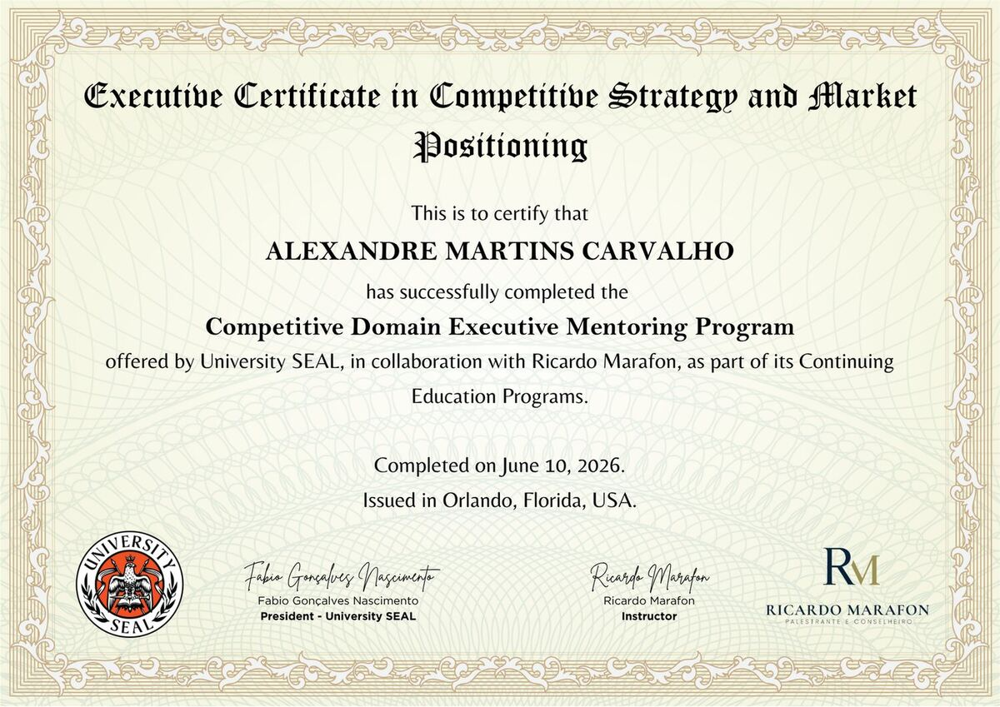 Executive Certificate in Competitive Strategy and Market
Positioning
This is to certify that
ALEXANDRE MARTINS CARVALHO
has successfully completed the
Competitive Domain Executive Mentoring Program
offered by University SEAL, in collaboration with Ricardo Marafon, as part of its Continuing
Education Programs.
Completed on June 10, 2026.
Issued in Orlando, Florida, USA.
UNIVERSITY
SEAL
Fabio Gonçalves Nascimento
Fabio Gonçalves Nascimento
President - University SEAL
Ricardo Marafon
Ricardo Marafon
Instructor
RM
RICARDO MARAFON
PALESTRANTE E CONSELHEIRO